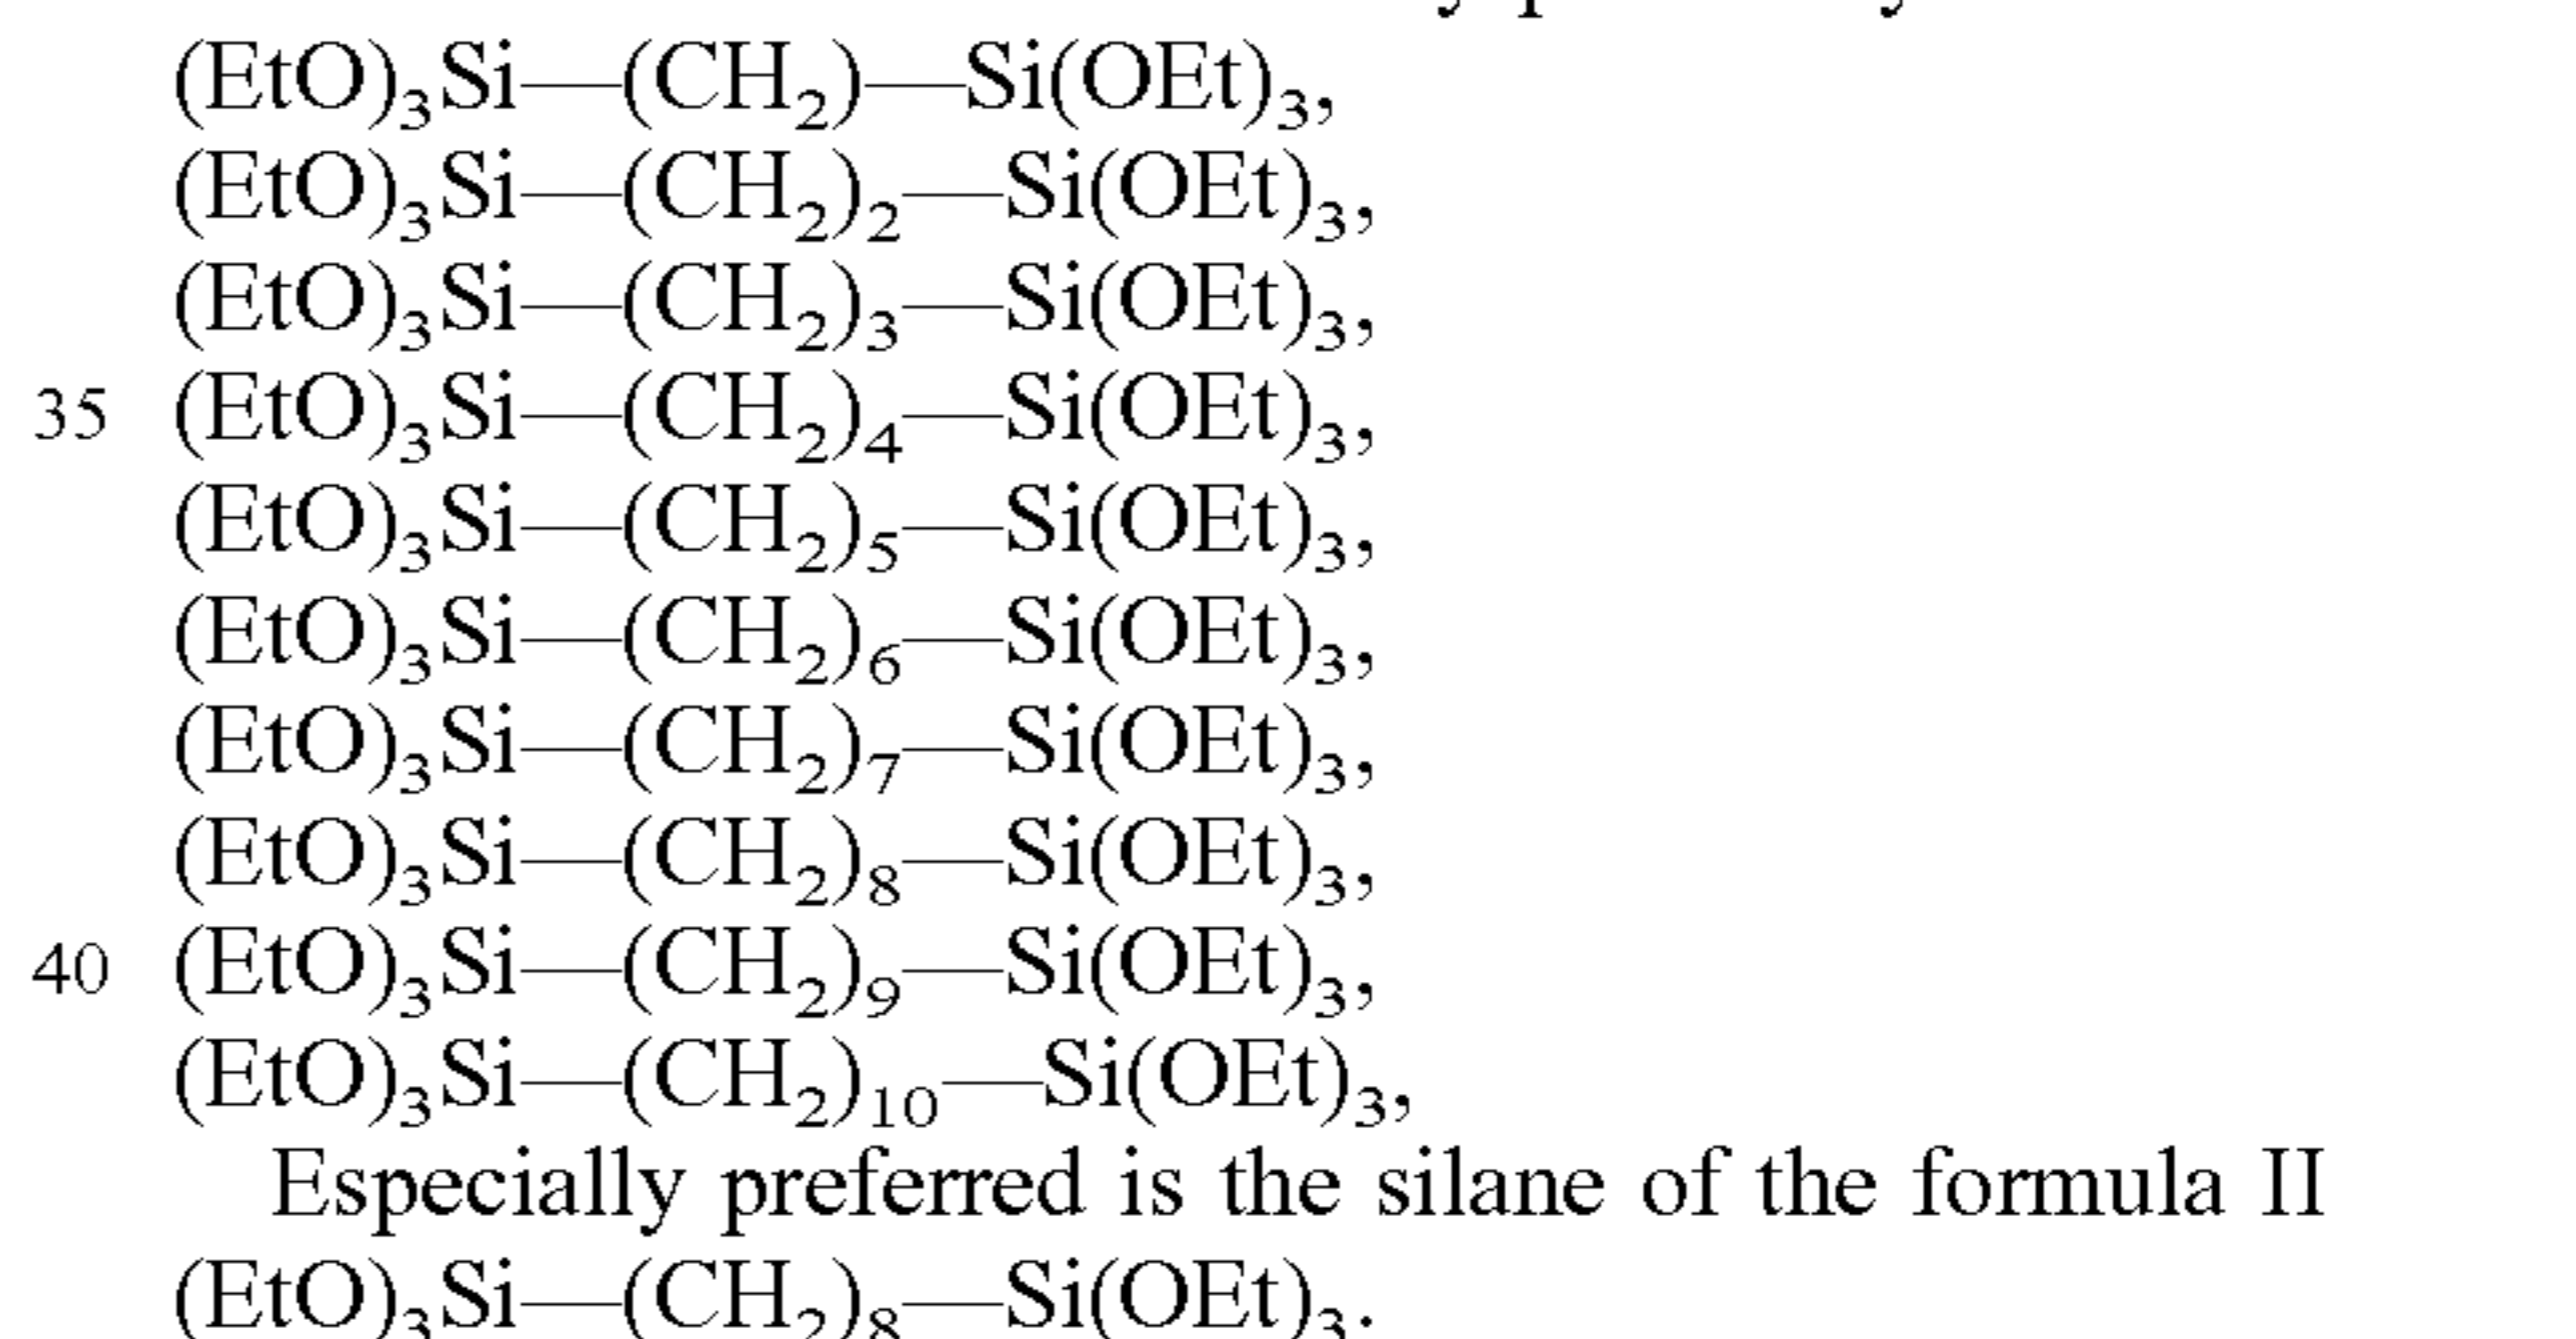 (EtO)₃Si—(CH₂)—Si(OEt)₃,
(EtO)₃Si—(CH₂)₂—Si(OEt)₃,
(EtO)₃Si—(CH₂)₃—Si(OEt)₃,
35 (EtO)₃Si—(CH₂)₄—Si(OEt)₃,
(EtO)₃Si—(CH₂)₅—Si(OEt)₃,
(EtO)₃Si—(CH₂)₆—Si(OEt)₃,
(EtO)₃Si—(CH₂)₇—Si(OEt)₃,
(EtO)₃Si—(CH₂)₈—Si(OEt)₃,
40 (EtO)₃Si—(CH₂)₉—Si(OEt)₃,
(EtO)₃Si—(CH₂)₁₀—Si(OEt)₃,
Especially preferred is the silane of the formula II
(EtO)₃Si—(CH₂)₈—Si(OEt)₃.